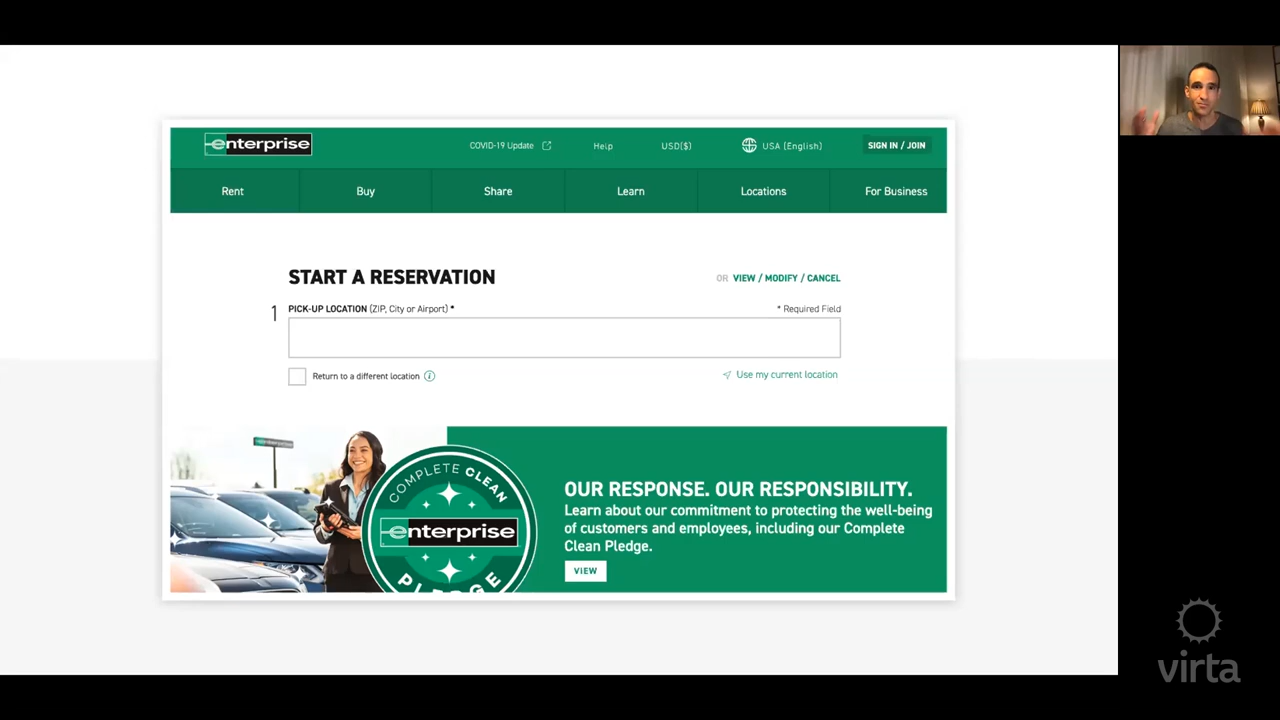 enterprise
COVID-19 Update
Help
USD($)
USA (English)
SIGN IN / JOIN
Rent
Buy
Share
Learn
Locations
For Business
START A RESERVATION
OR VIEW / MODIFY / CANCEL
1
PICK-UP LOCATION (ZIP, City or Airport) *
* Required Field
Return to a different location i
Use my current location
enterprise
COMPLETE CLEAN
enterprise
PLEDGE
OUR RESPONSE. OUR RESPONSIBILITY.
Learn about our commitment to protecting the well-being
of customers and employees, including our Complete
Clean Pledge.
VIEW
virta